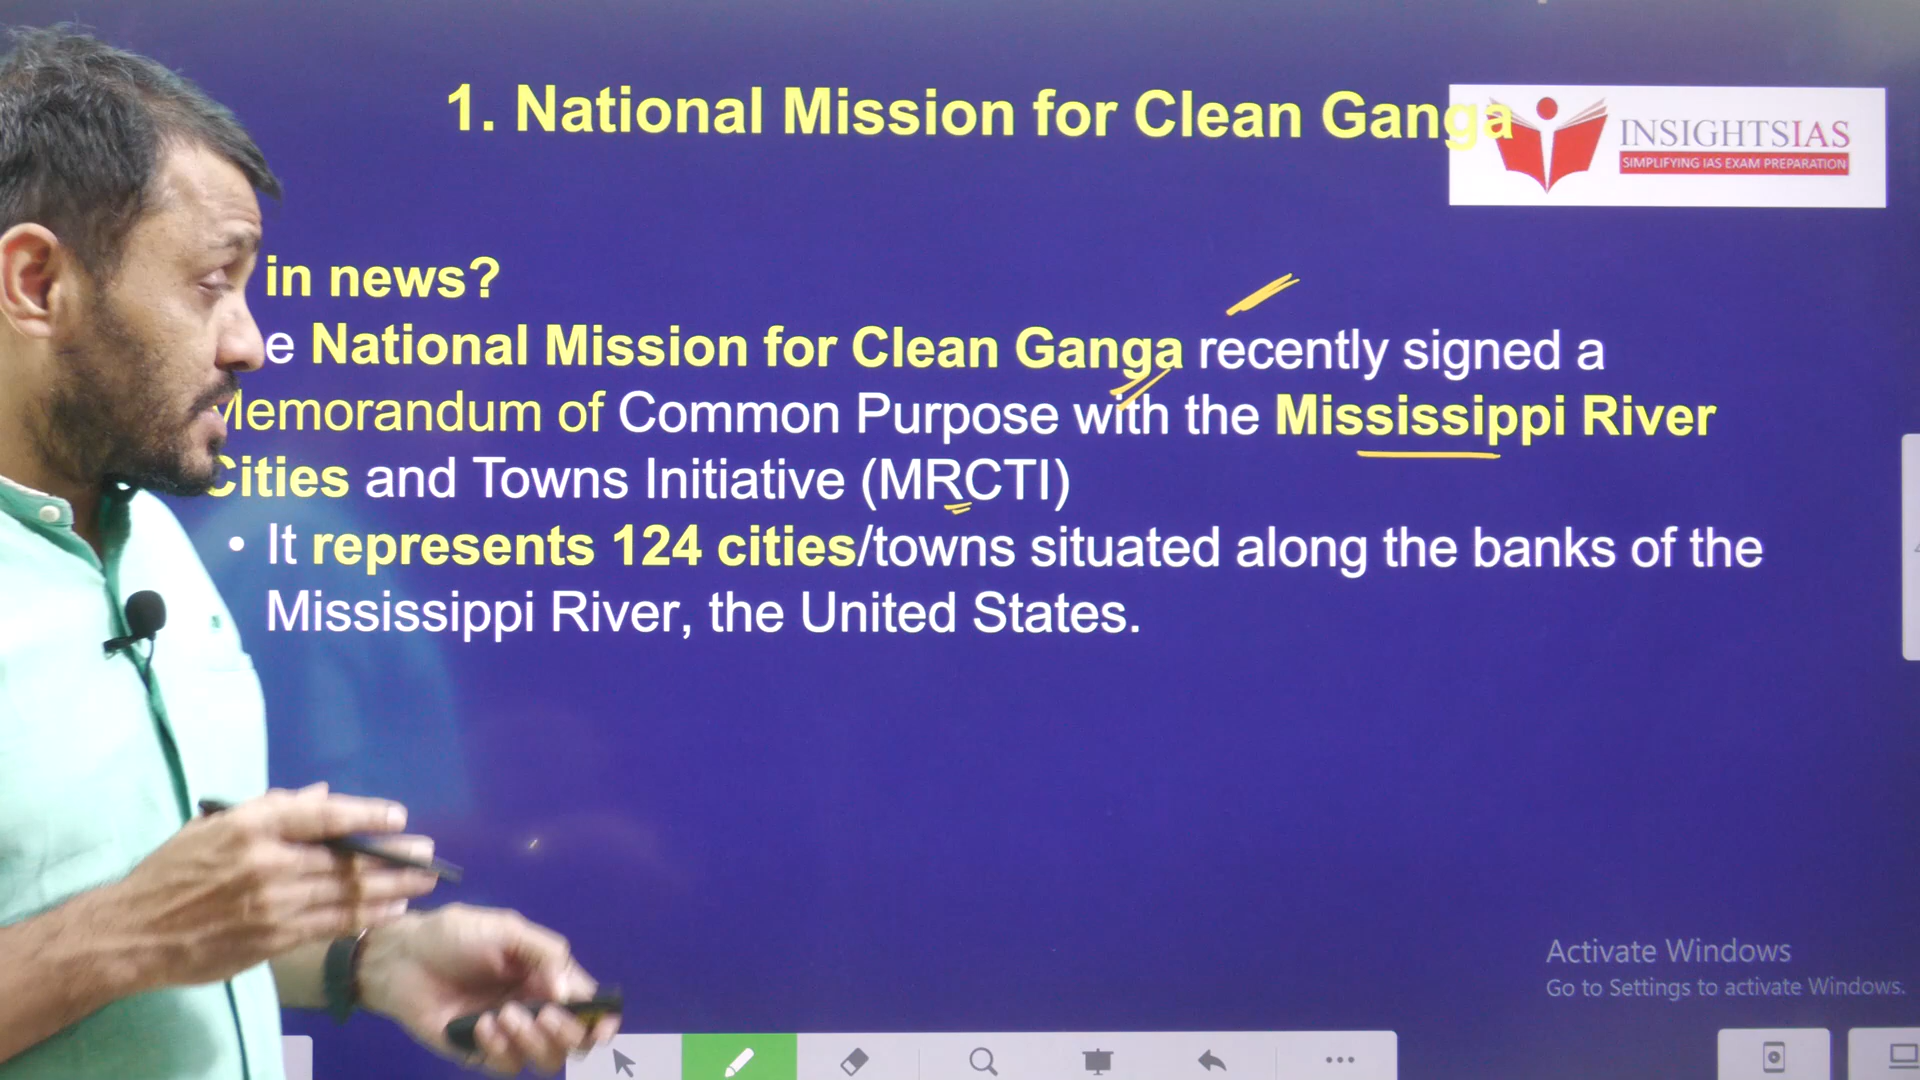 1. National Mission for Clean Ganga
INSIGHTSIAS
SIMPLIFYING IAS EXAM PREPARATION
in news?
e National Mission for Clean Ganga recently signed a
Memorandum of Common Purpose with the Mississippi River
Cities and Towns Initiative (MRCTI)
• It represents 124 cities/towns situated along the banks of the
Mississippi River, the United States.
Activate Windows
Go to Settings to activate Windows.